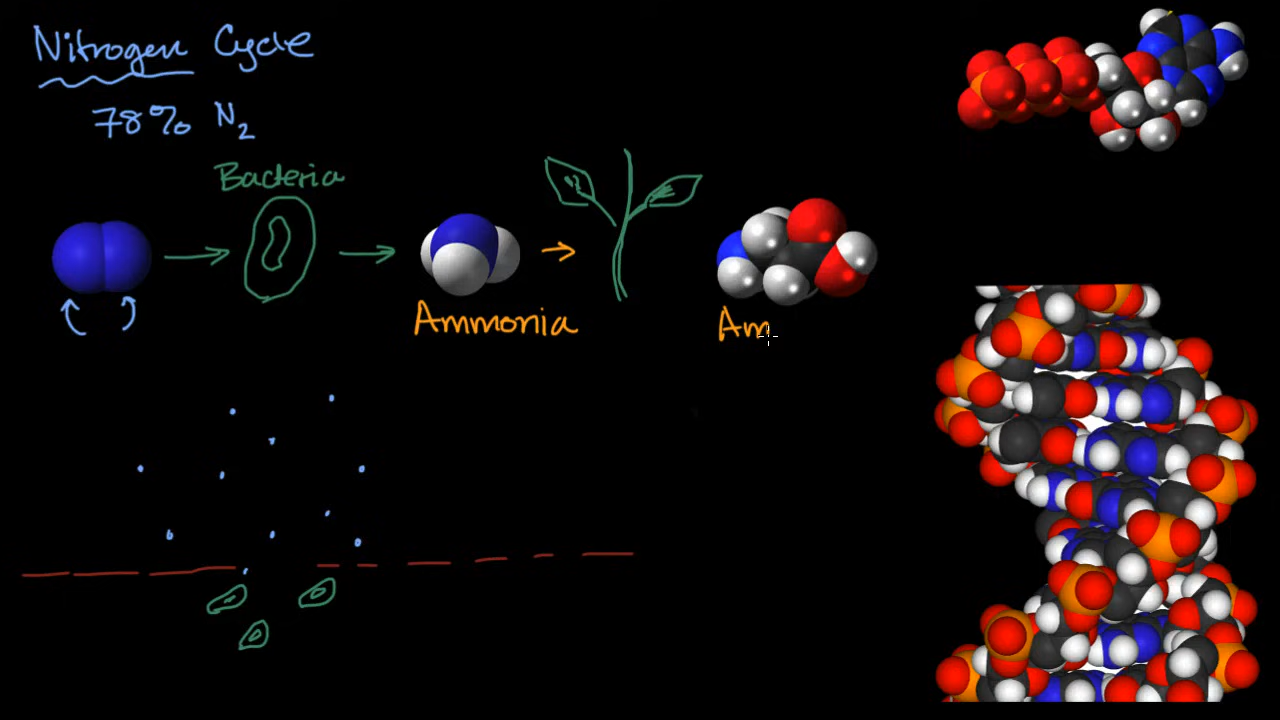 Nitrogen Cycle
78% N₂
Bacteria
Ammonia
Am